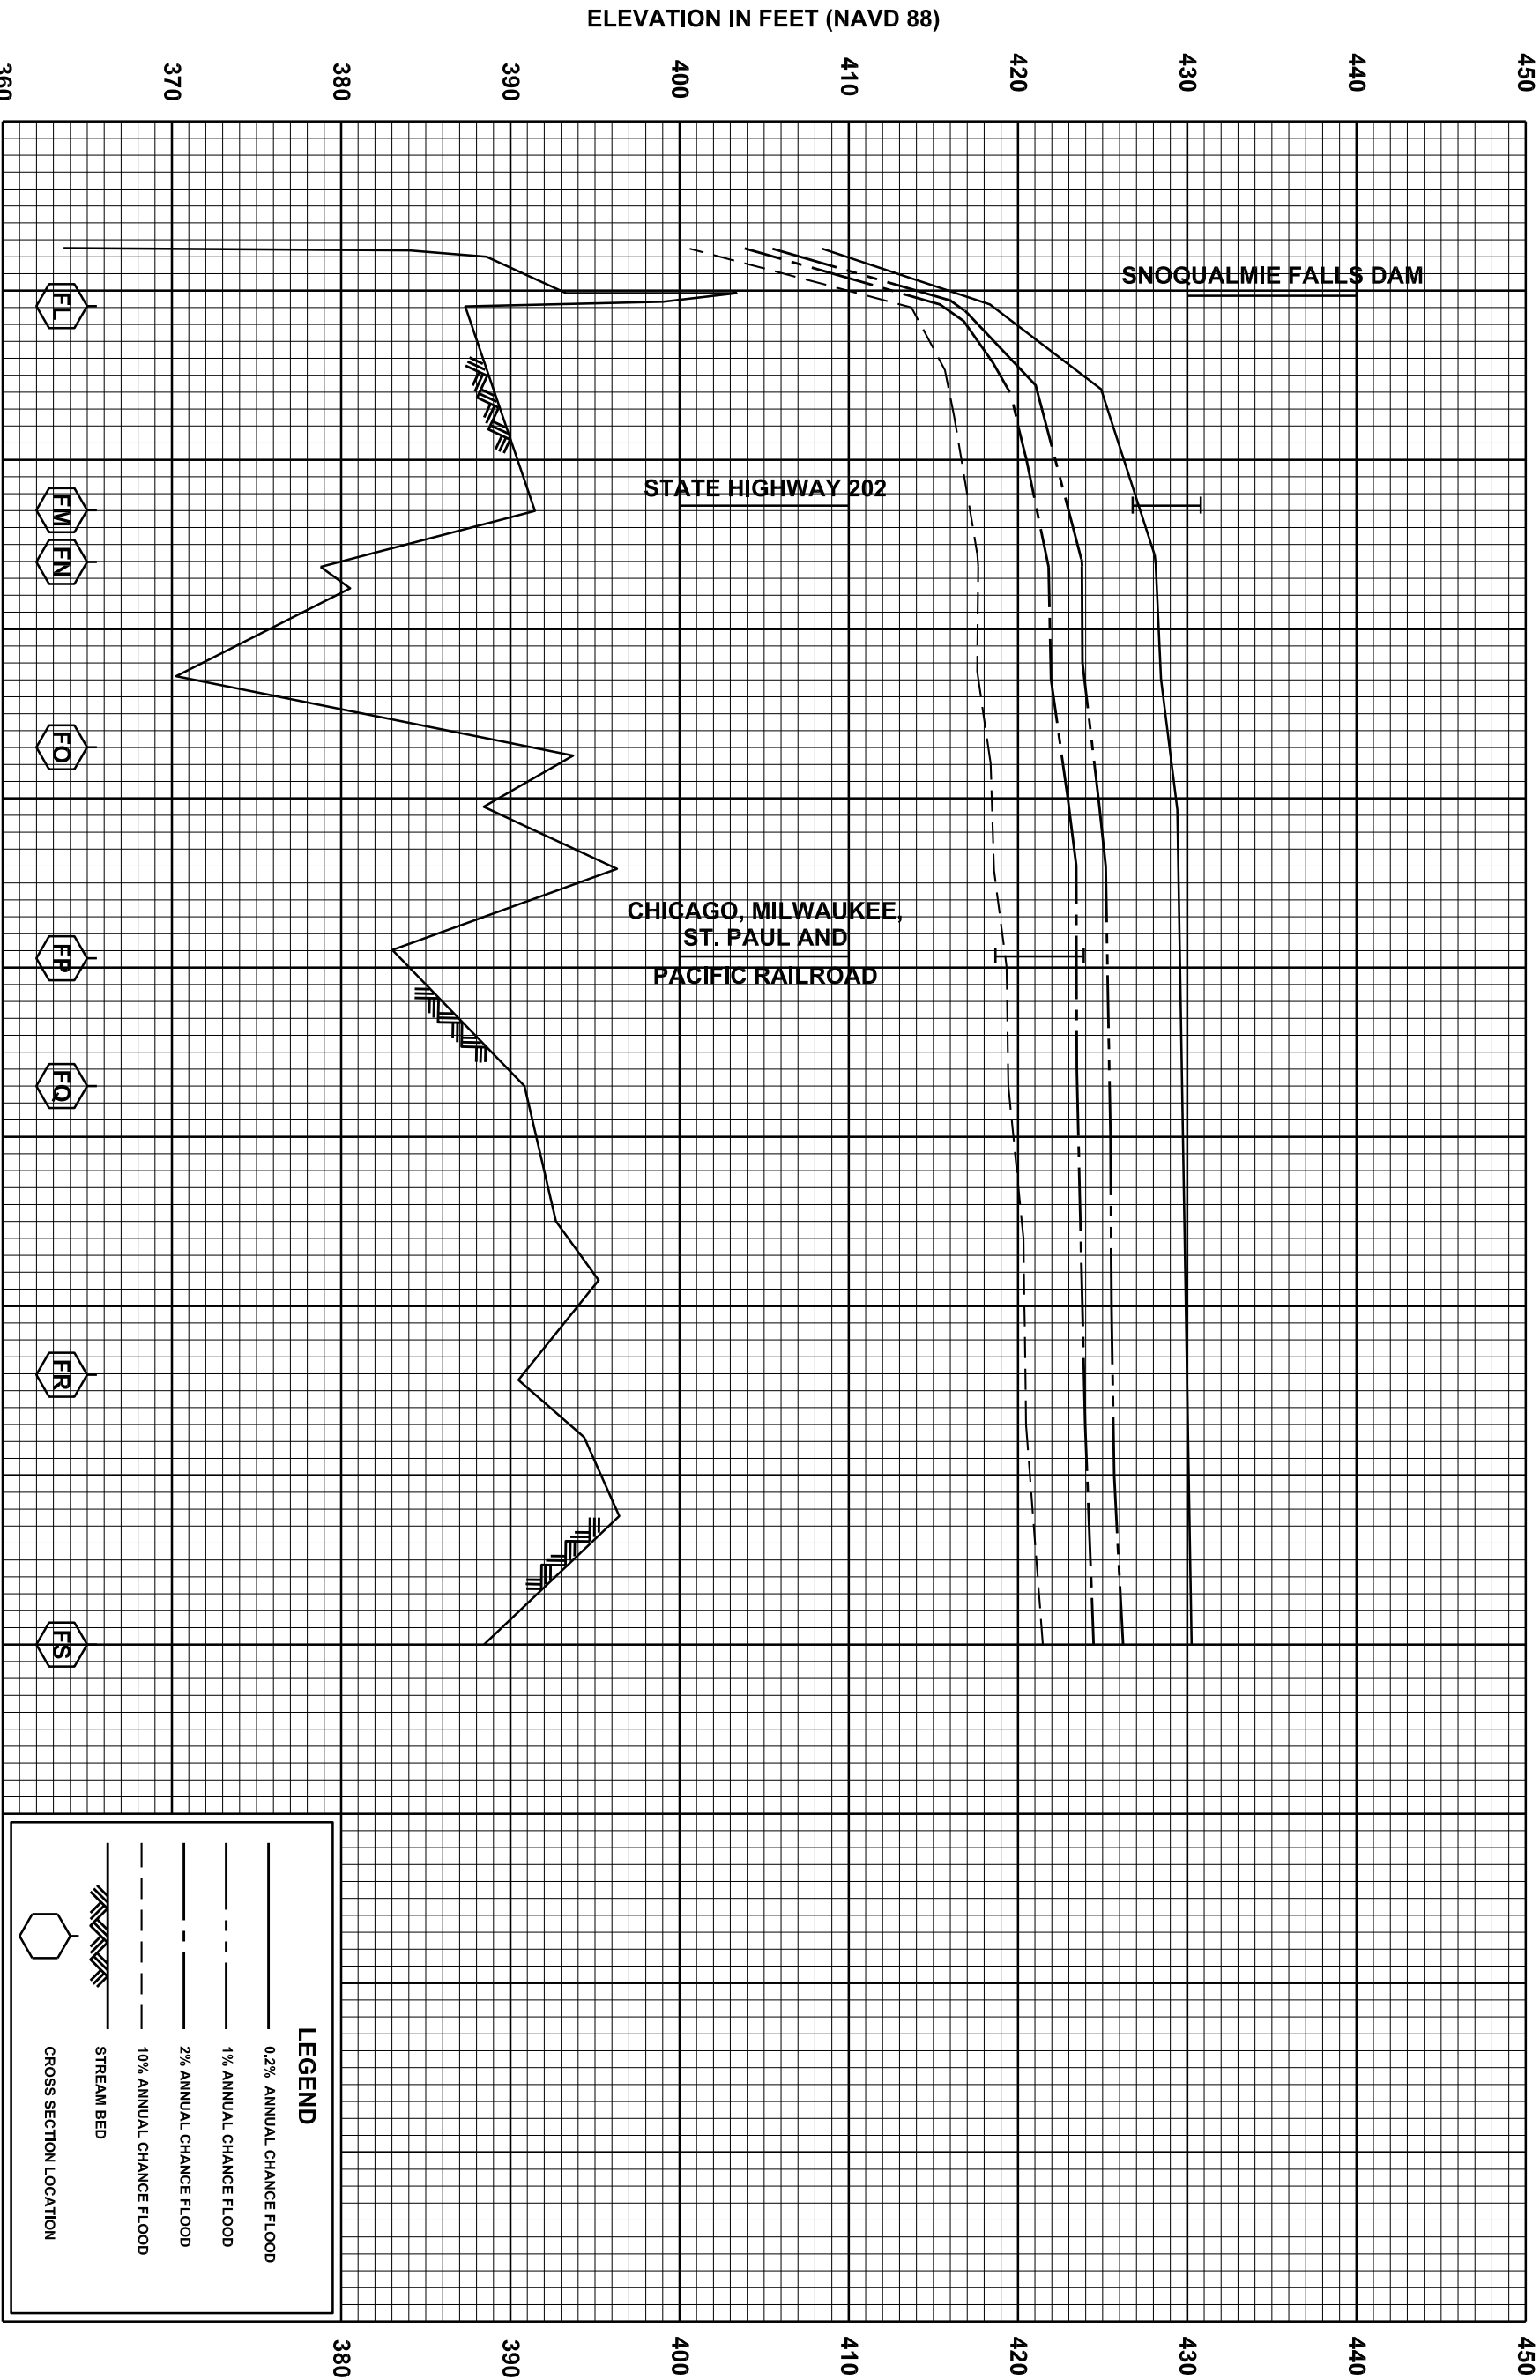 ELEVATION IN FEET (NAVD 88)
360
370
380
390
400
410
420
430
440
450
SNOQUALMIE FALLS DAM
STATE HIGHWAY 202
CHICAGO, MILWAUKEE,
ST. PAUL AND
PACIFIC RAILROAD
FL
FM
FN
FO
FP
FQ
FR
FS
LEGEND
0.2% ANNUAL CHANCE FLOOD
1% ANNUAL CHANCE FLOOD
2% ANNUAL CHANCE FLOOD
10% ANNUAL CHANCE FLOOD
STREAM BED
CROSS SECTION LOCATION
380
390
400
410
420
430
440
450